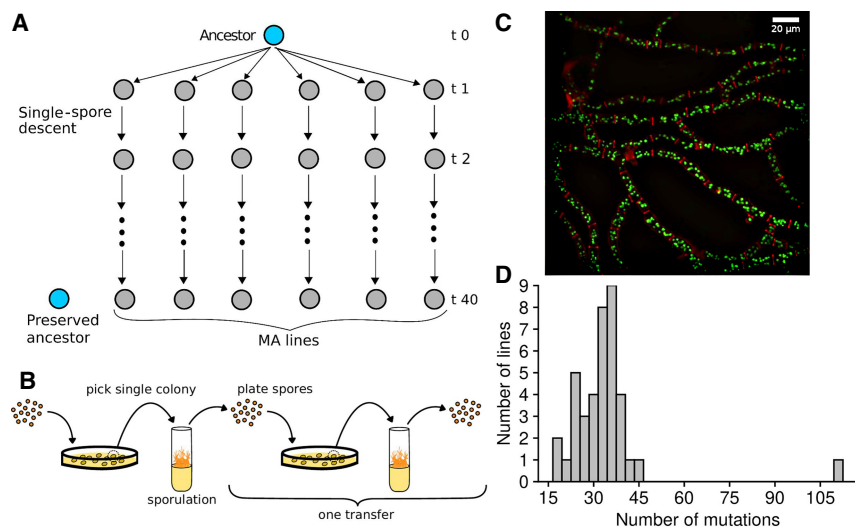 A
Ancestor
t 0
t 1
Single-spore
descent
t 2
t 40
Preserved
ancestor
MA lines
B
pick single colony
plate spores
sporulation
one transfer
C
20 µm
D
9
8
7
6
5
4
3
2
1
0
Number of lines
15
30
45
60
75
90
105
Number of mutations